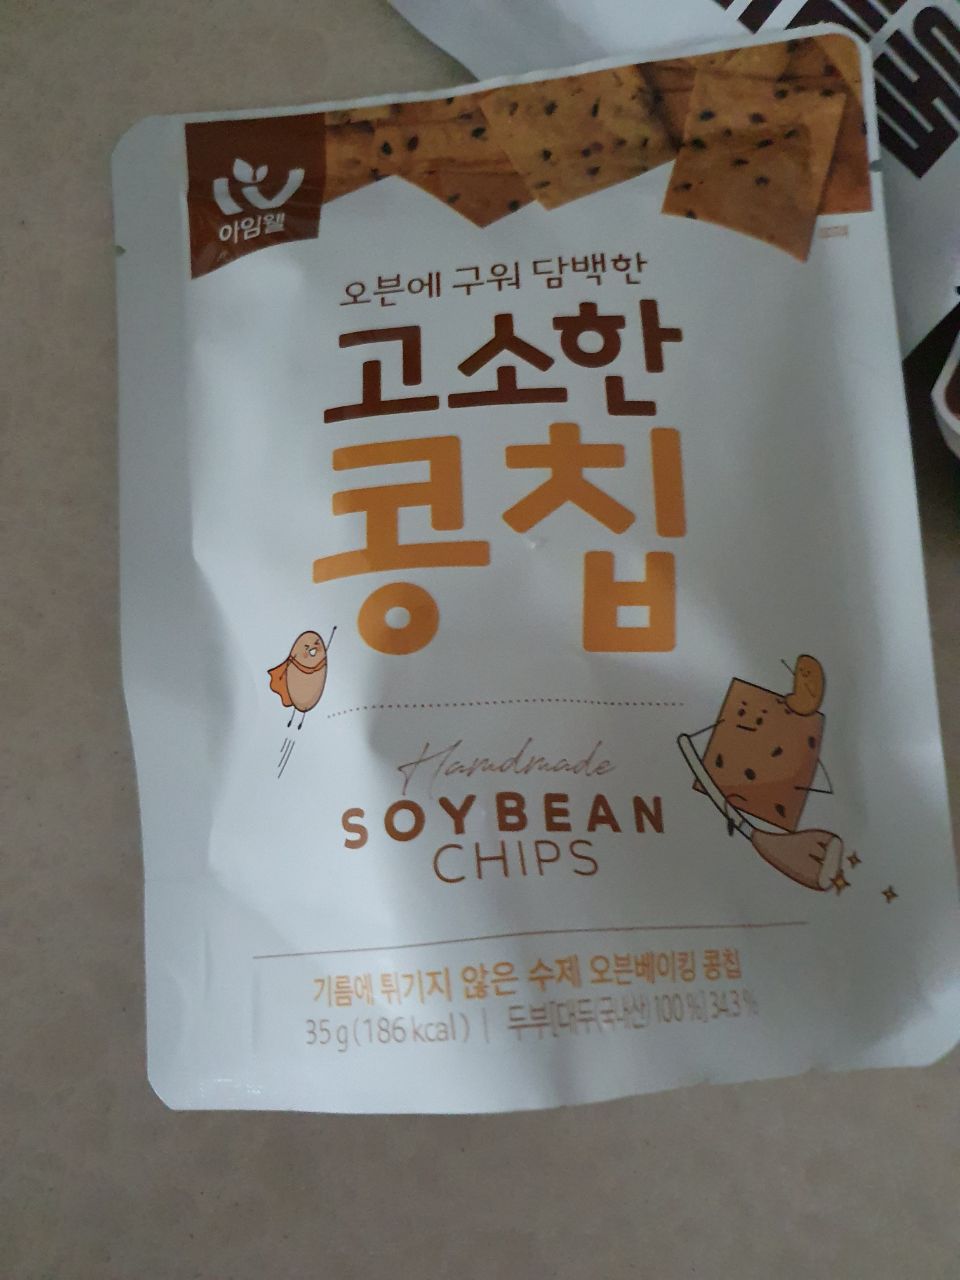 아임웰
오븐에 구워 담백한
고소한
콩칩
Handmade
SOYBEAN
CHIPS
기름에 튀기지 않은 수제 오븐베이킹 콩칩
35 g (186 kcal) | 두부[대두(국내산) 100 %] 34.3 %